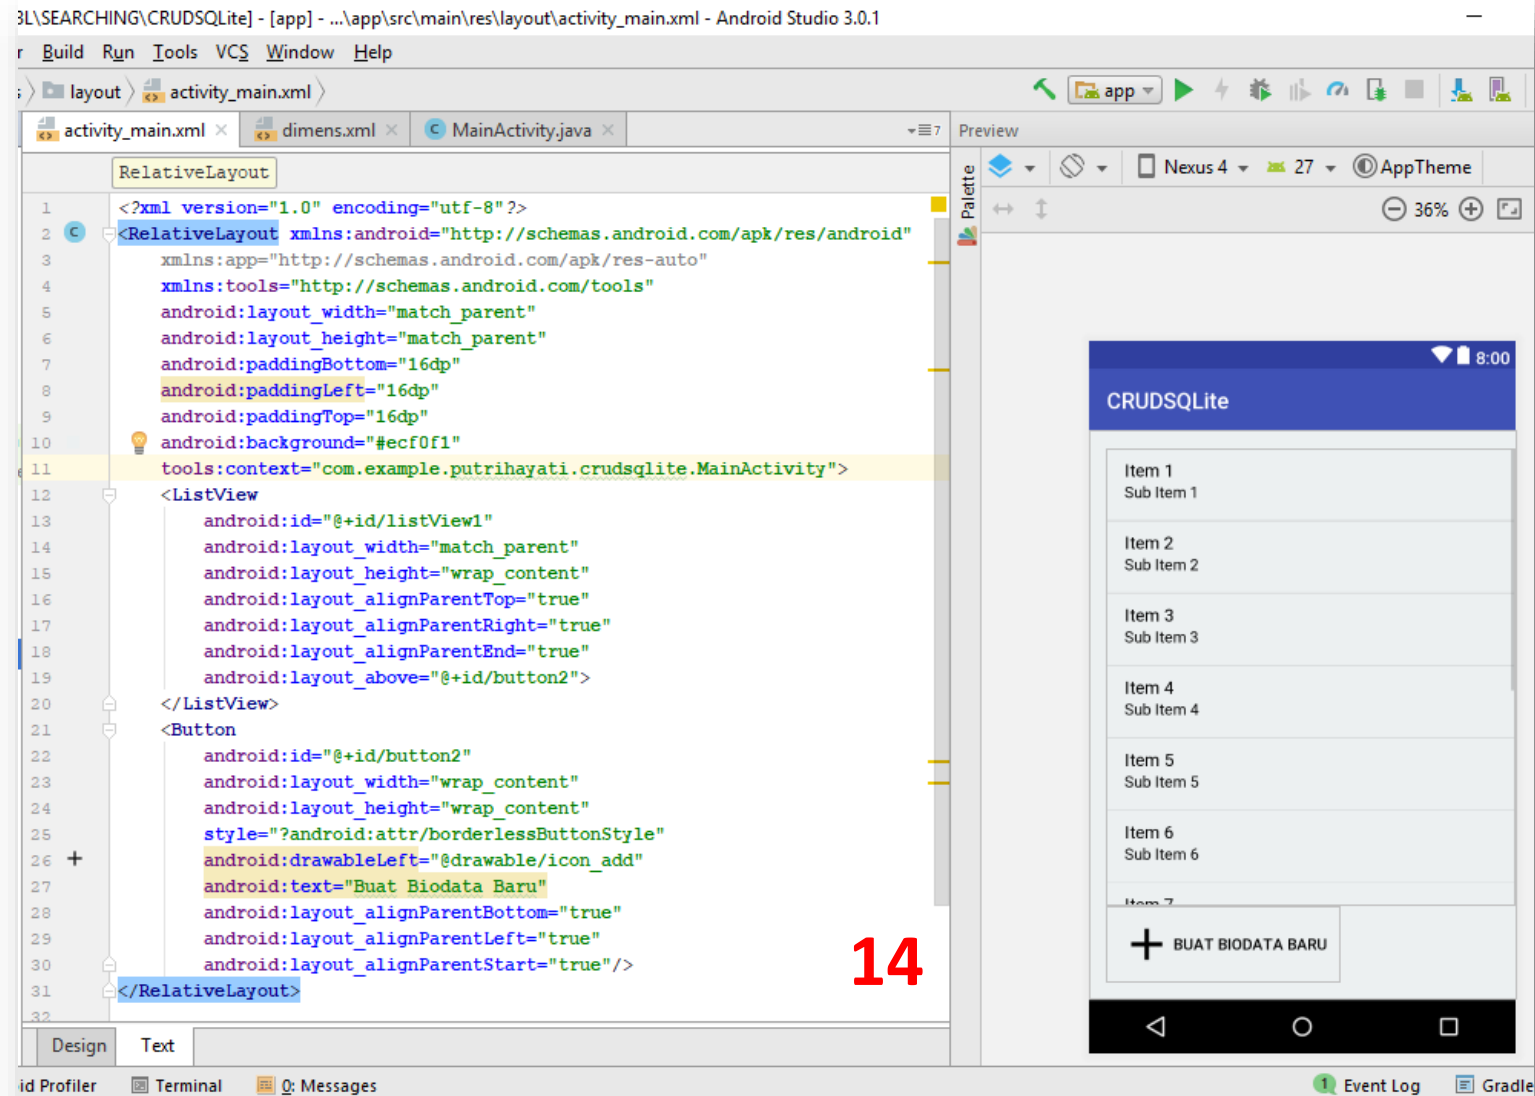 3L\SEARCHING\CRUDSQLite] - [app] - ...\app\src\main\res\layout\activity_main.xml - Android Studio 3.0.1
r Build Run Tools VCS Window Help
layout activity_main.xml app
activity_main.xml dimens.xml MainActivity.java 7 Preview
RelativeLayout
Palette
Nexus 4 27 AppTheme
36%
1 <?xml version="1.0" encoding="utf-8"?>
2 C <RelativeLayout xmlns:android="http://schemas.android.com/apk/res/android"
3 xmlns:app="http://schemas.android.com/apk/res-auto"
4 xmlns:tools="http://schemas.android.com/tools"
5 android:layout_width="match_parent"
6 android:layout_height="match_parent"
7 android:paddingBottom="16dp"
8 android:paddingLeft="16dp"
9 android:paddingTop="16dp"
10 android:background="#ecf0f1"
11 tools:context="com.example.putrihayati.crudsqlite.MainActivity">
12 <ListView
13 android:id="@+id/listView1"
14 android:layout_width="match_parent"
15 android:layout_height="wrap_content"
16 android:layout_alignParentTop="true"
17 android:layout_alignParentRight="true"
18 android:layout_alignParentEnd="true"
19 android:layout_above="@+id/button2">
20 </ListView>
21 <Button
22 android:id="@+id/button2"
23 android:layout_width="wrap_content"
24 android:layout_height="wrap_content"
25 style="?android:attr/borderlessButtonStyle"
26 android:drawableLeft="@drawable/icon_add"
27 android:text="Buat Biodata Baru"
28 android:layout_alignParentBottom="true"
29 android:layout_alignParentLeft="true"
30 android:layout_alignParentStart="true"/>
31 </RelativeLayout>
32
14
8:00
CRUDSQLite
Item 1
Sub Item 1
Item 2
Sub Item 2
Item 3
Sub Item 3
Item 4
Sub Item 4
Item 5
Sub Item 5
Item 6
Sub Item 6
Item 7
BUAT BIODATA BARU
Design Text
id Profiler Terminal 0: Messages 1 Event Log Gradle